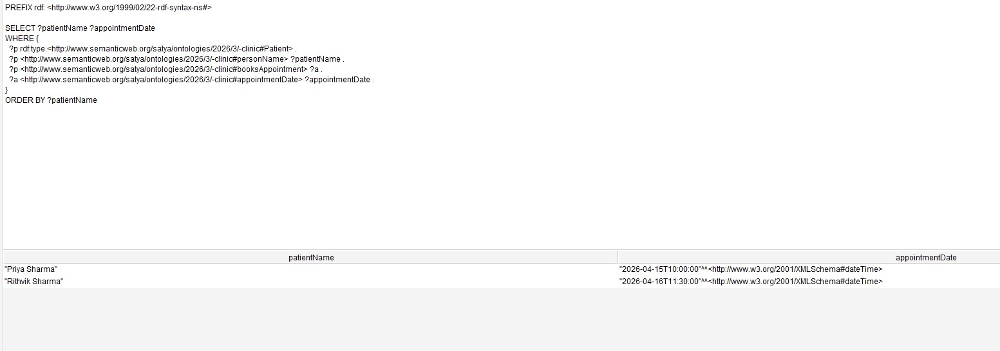 PREFIX rdf: <http://www.w3.org/1999/02/22-rdf-syntax-ns#>
SELECT ?patientName ?appointmentDate
WHERE {
?p rdf:type <http://www.semanticweb.org/satya/ontologies/2026/3/-clinic#Patient> .
?p <http://www.semanticweb.org/satya/ontologies/2026/3/-clinic#personName> ?patientName .
?p <http://www.semanticweb.org/satya/ontologies/2026/3/-clinic#booksAppointment> ?a .
?a <http://www.semanticweb.org/satya/ontologies/2026/3/-clinic#appointmentDate> ?appointmentDate .
}
ORDER BY ?patientName
patientName appointmentDate
"Priya Sharma" "2026-04-15T10:00:00"^^<http://www.w3.org/2001/XMLSchema#dateTime>
"Rithvik Sharma" "2026-04-16T11:30:00"^^<http://www.w3.org/2001/XMLSchema#dateTime>